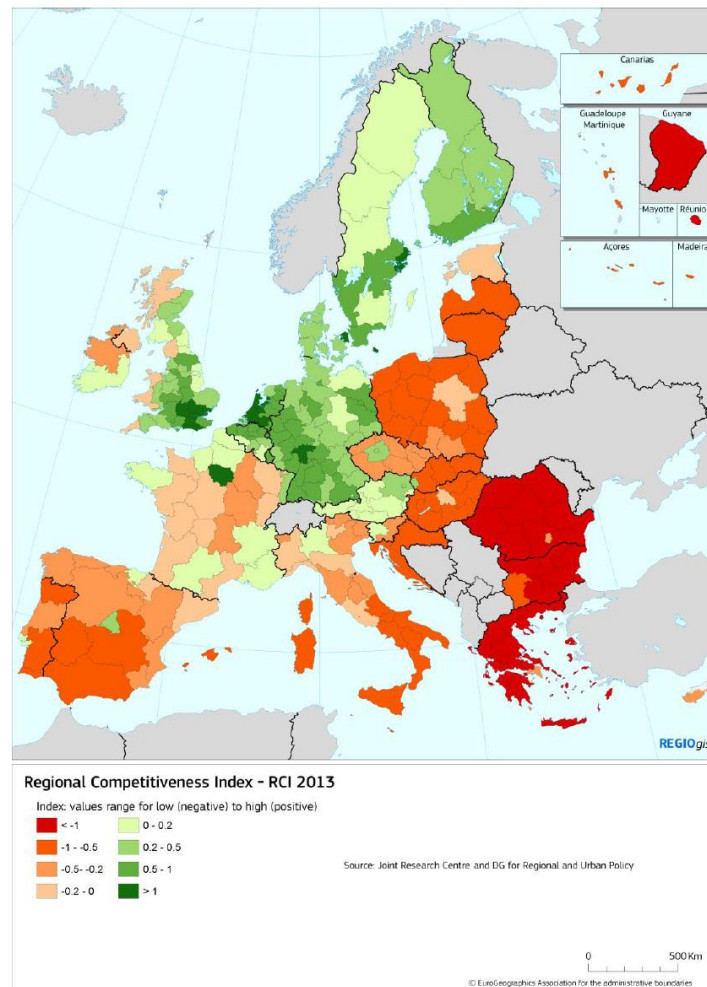 Canarias
Guadeloupe
Martinique
Guyane
Mayotte
Réunion
Açores
Madeira
REGIOgis
Regional Competitiveness Index - RCI 2013
Index: values range for low (negative) to high (positive)
< -1
-1 - -0.5
-0.5- -0.2
-0.2 - 0
0 - 0.2
0.2 - 0.5
0.5 - 1
> 1
Source: Joint Research Centre and DG for Regional and Urban Policy
0
500 Km
© EuroGeographics Association for the administrative boundaries